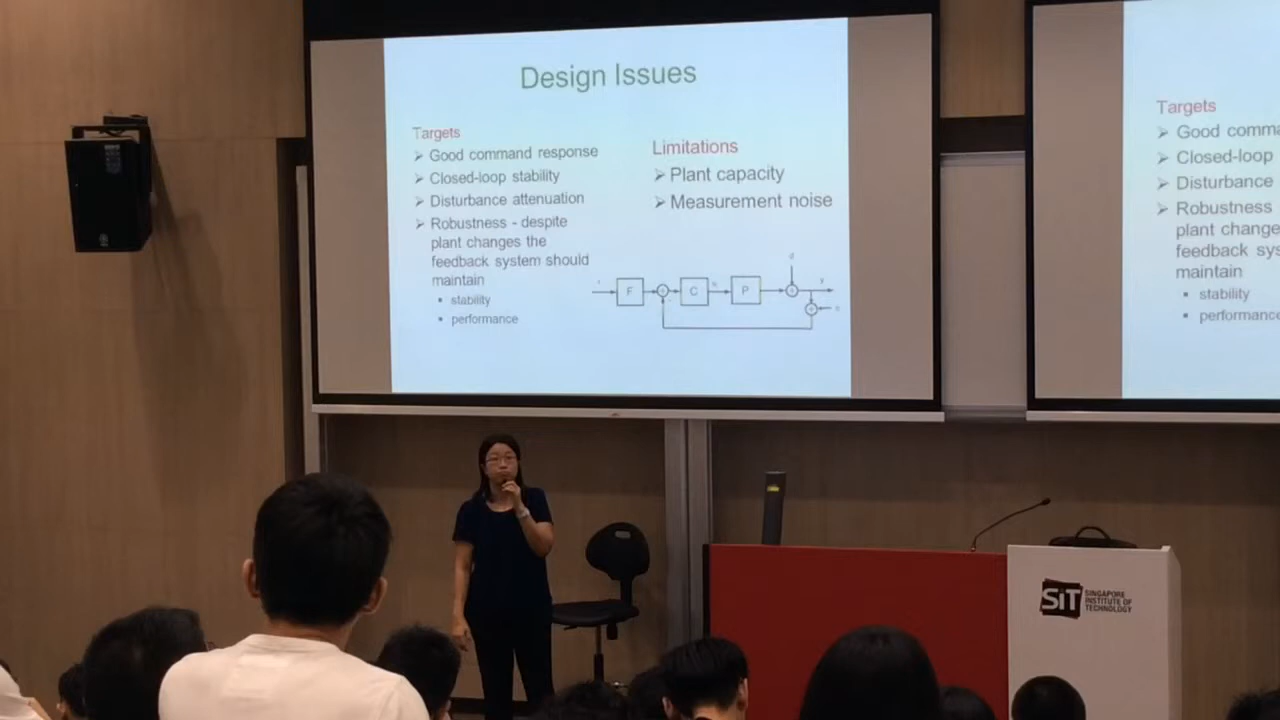 Design Issues
Targets
➢ Good command response
➢ Closed-loop stability
➢ Disturbance attenuation
➢ Robustness - despite
plant changes the
feedback system should
maintain
▪ stability
▪ performance
Limitations
➢ Plant capacity
➢ Measurement noise
d
r F C u P y
Targets
➢ Good comma
➢ Closed-loop
➢ Disturbance
➢ Robustness
plant change
feedback sys
maintain
▪ stability
▪ performance
SiT SINGAPORE
INSTITUTE OF
TECHNOLOGY